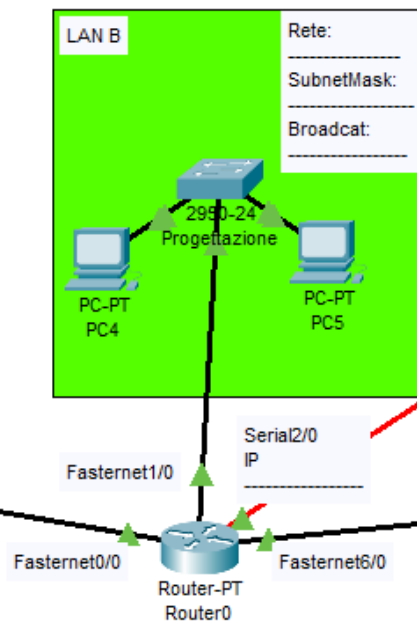 LAN B
Rete:
--------------------
SubnetMask:
----------------------
Broadcat:
---------------------
2950-24
Progettazione
PC-PT
PC4
PC-PT
PC5
Serial2/0
IP
---------------------
Fasternet1/0
Fasternet0/0
Fasternet6/0
Router-PT
Router0